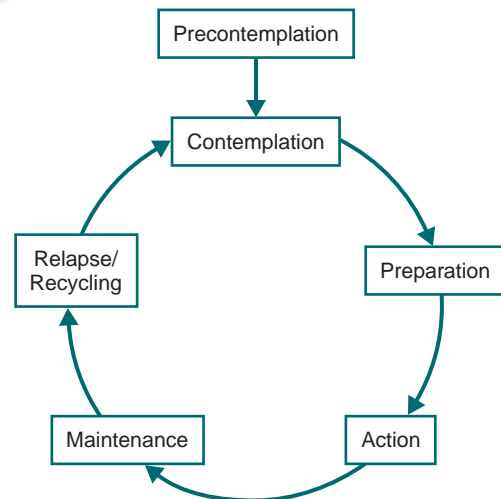 Precontemplation
Contemplation
Preparation
Action
Maintenance
Relapse/
Recycling